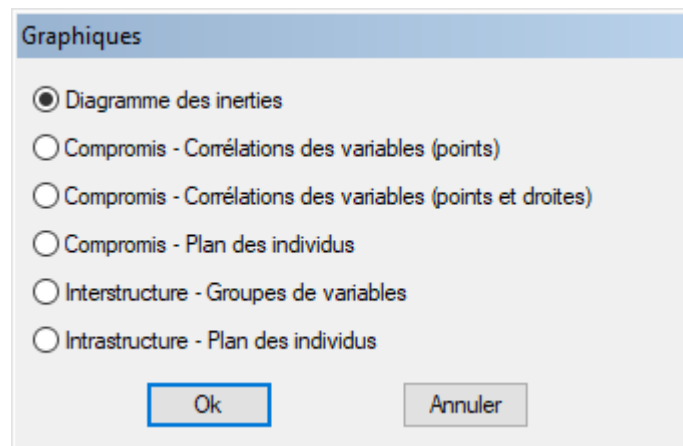 Graphiques
Diagramme des inerties
Compromis - Corrélations des variables (points)
Compromis - Corrélations des variables (points et droites)
Compromis - Plan des individus
Interstructure - Groupes de variables
Intrastructure - Plan des individus
Ok Annuler